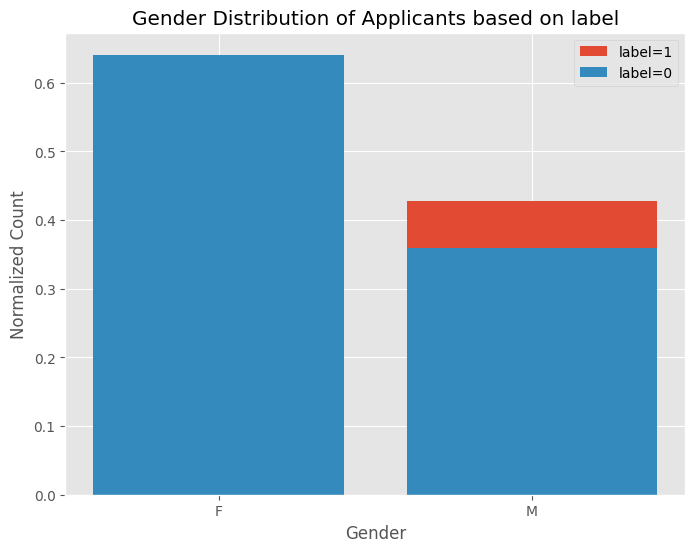 Gender Distribution of Applicants based on label
label=1
label=0
0.6
0.5
0.4
0.3
0.2
0.1
0.0
Normalized Count
F
M
Gender